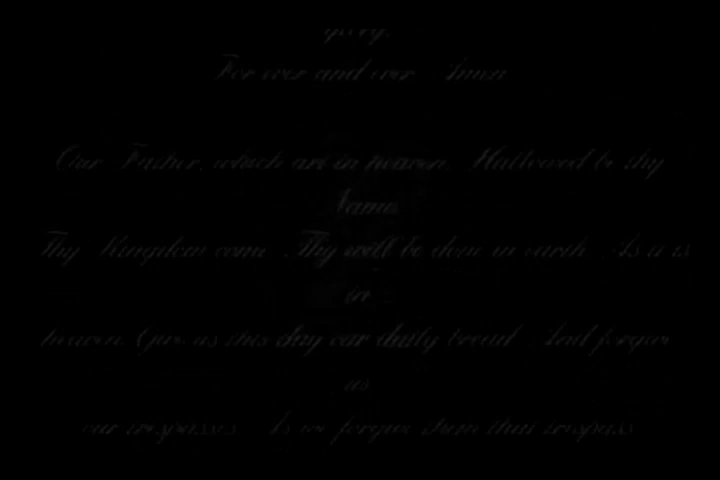 glory.
For ever and ever. Amen
Our Father, which art in heaven, Hallowed be thy
Name.
Thy Kingdom come. Thy will be done in earth, As it is
in
heaven. Give us this day our daily bread. And forgive
us
our trespasses, As we forgive them that trespass